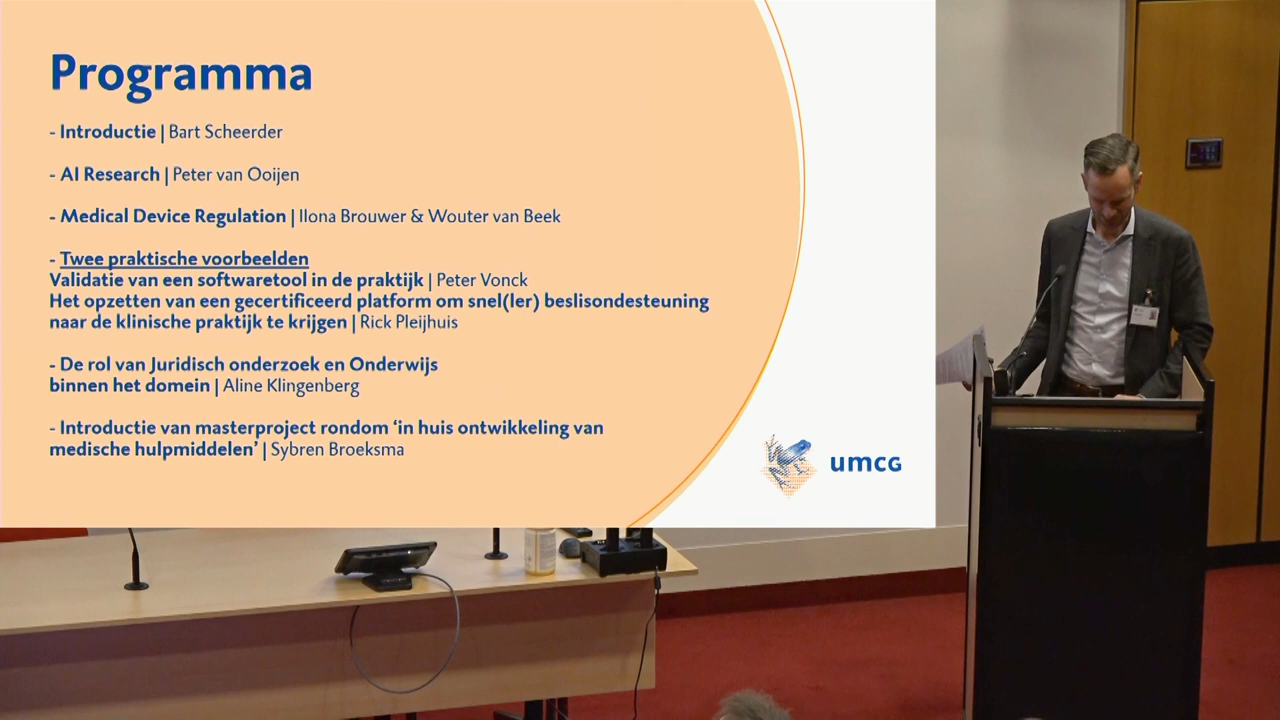 Programma
- Introductie | Bart Scheerder
- AI Research | Peter van Ooijen
- Medical Device Regulation | Ilona Brouwer & Wouter van Beek
- Twee praktische voorbeelden
Validatie van een softwaretool in de praktijk | Peter Vonck
Het opzetten van een gecertificeerd platform om snel(ler) beslisondesteuning
naar de klinische praktijk te krijgen | Rick Pleijhuis
- De rol van Juridisch onderzoek en Onderwijs
binnen het domein | Aline Klingenberg
- Introductie van masterproject rondom ‘in huis ontwikkeling van
medische hulpmiddelen’ | Sybren Broeksma
umcG